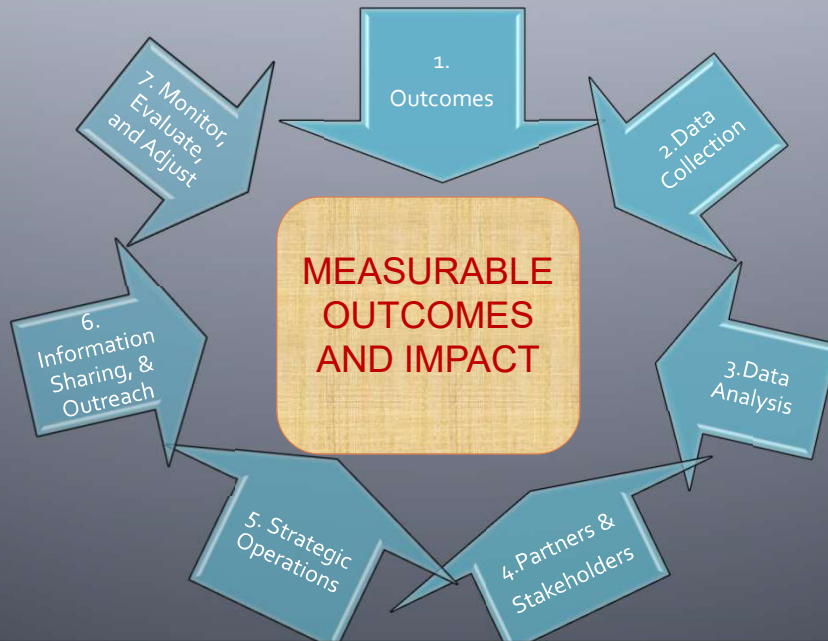 1.
Outcomes
2.Data
Collection
3.Data
Analysis
4.Partners &
Stakeholders
5. Strategic
Operations
6.
Information
Sharing, &
Outreach
7. Monitor,
Evaluate,
and Adjust
MEASURABLE
OUTCOMES
AND IMPACT